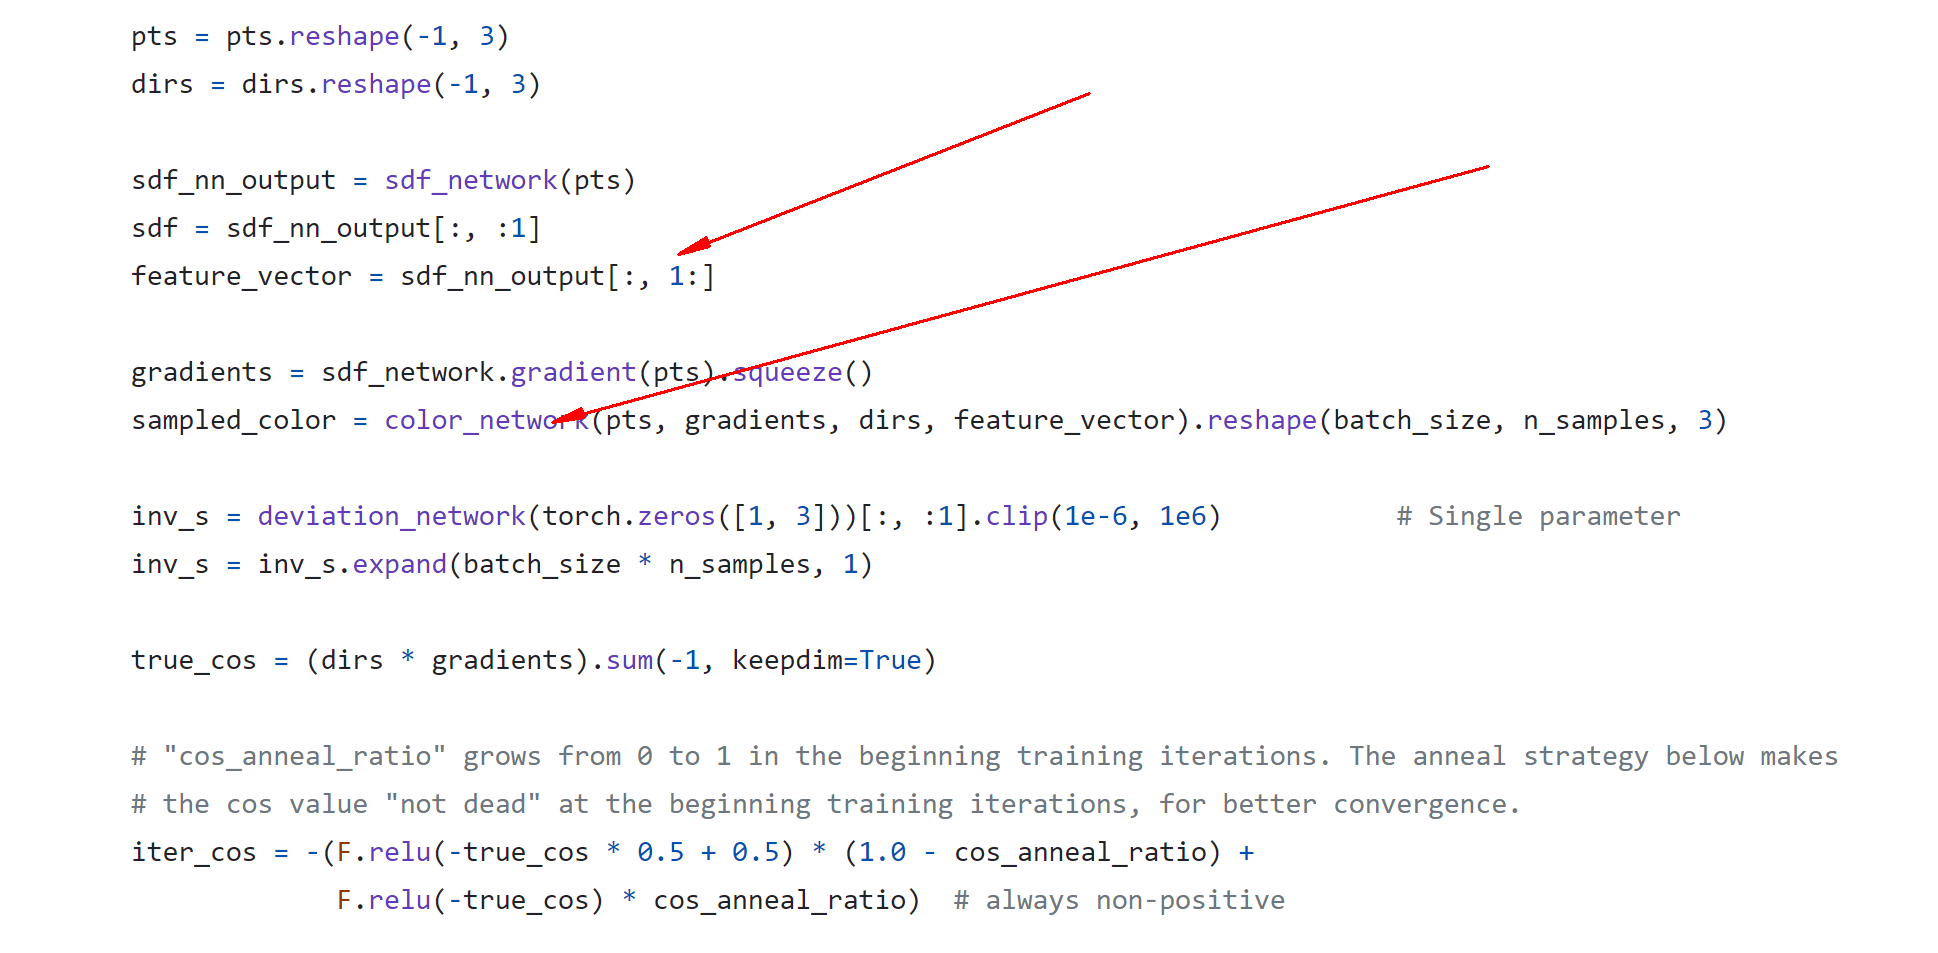 pts = pts.reshape(-1, 3)
dirs = dirs.reshape(-1, 3)
sdf_nn_output = sdf_network(pts)
sdf = sdf_nn_output[:, :1]
feature_vector = sdf_nn_output[:, 1:]
gradients = sdf_network.gradient(pts).squeeze()
sampled_color = color_network(pts, gradients, dirs, feature_vector).reshape(batch_size, n_samples, 3)
inv_s = deviation_network(torch.zeros([1, 3]))[:, :1].clip(1e-6, 1e6)           # Single parameter
inv_s = inv_s.expand(batch_size * n_samples, 1)
true_cos = (dirs * gradients).sum(-1, keepdim=True)
# "cos_anneal_ratio" grows from 0 to 1 in the beginning training iterations. The anneal strategy below makes
# the cos value "not dead" at the beginning training iterations, for better convergence.
iter_cos = -(F.relu(-true_cos * 0.5 + 0.5) * (1.0 - cos_anneal_ratio) +
F.relu(-true_cos) * cos_anneal_ratio)  # always non-positive